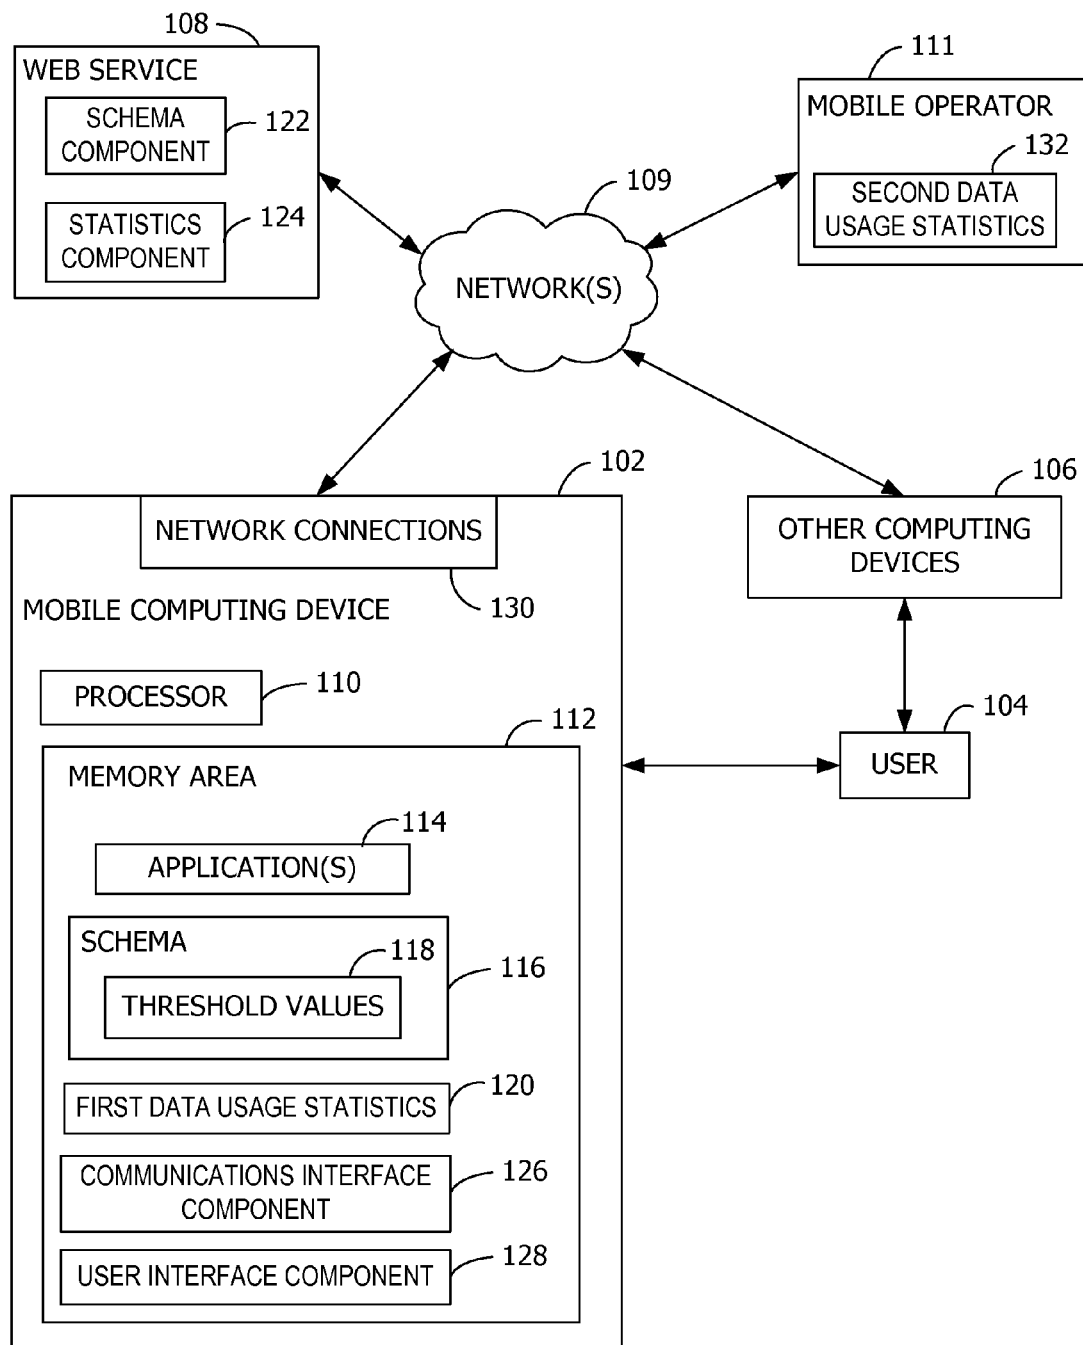 108
WEB SERVICE
SCHEMA
COMPONENT
122
STATISTICS
COMPONENT
124
111
MOBILE OPERATOR
132
SECOND DATA
USAGE STATISTICS
109
NETWORK(S)
102
NETWORK CONNECTIONS
130
MOBILE COMPUTING DEVICE
PROCESSOR
110
112
MEMORY AREA
114
APPLICATION(S)
SCHEMA
118
116
THRESHOLD VALUES
FIRST DATA USAGE STATISTICS
120
COMMUNICATIONS INTERFACE
COMPONENT
126
USER INTERFACE COMPONENT
128
106
OTHER COMPUTING
DEVICES
104
USER